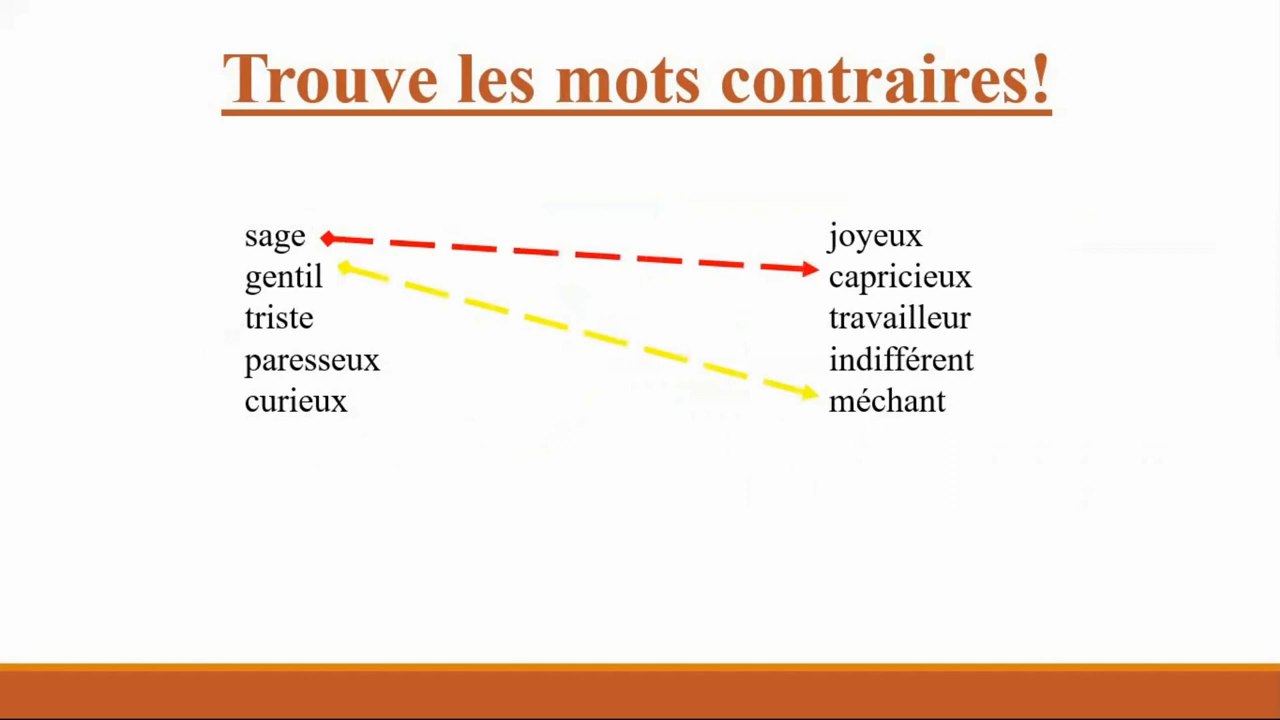 Trouve les mots contraires!
sage
gentil
triste
paresseux
curieux
joyeux
capricieux
travailleur
indifférent
méchant